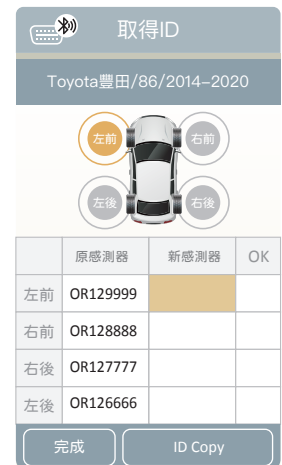 取得ID
Toyota豐田/86/2014–2020
左前 右前
左後 右後
原感測器 新感測器 OK
左前 OR129999
右前 OR128888
右後 OR127777
左後 OR126666
完成 ID Copy